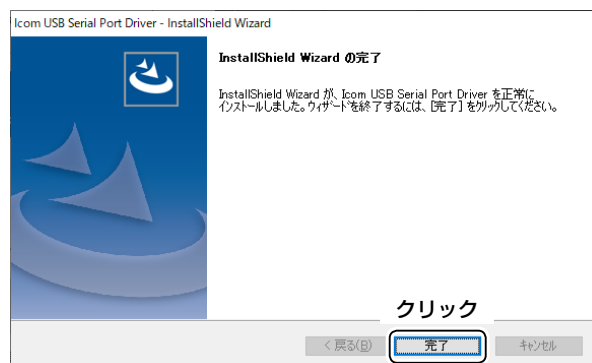 Icom USB Serial Port Driver - InstallShield Wizard
InstallShield Wizard の完了
InstallShield Wizard が、Icom USB Serial Port Driver を正常に
インストールしました。ウィザードを終了するには、[完了] をクリックしてください。
クリック
< 戻る(B)
完了
キャンセル